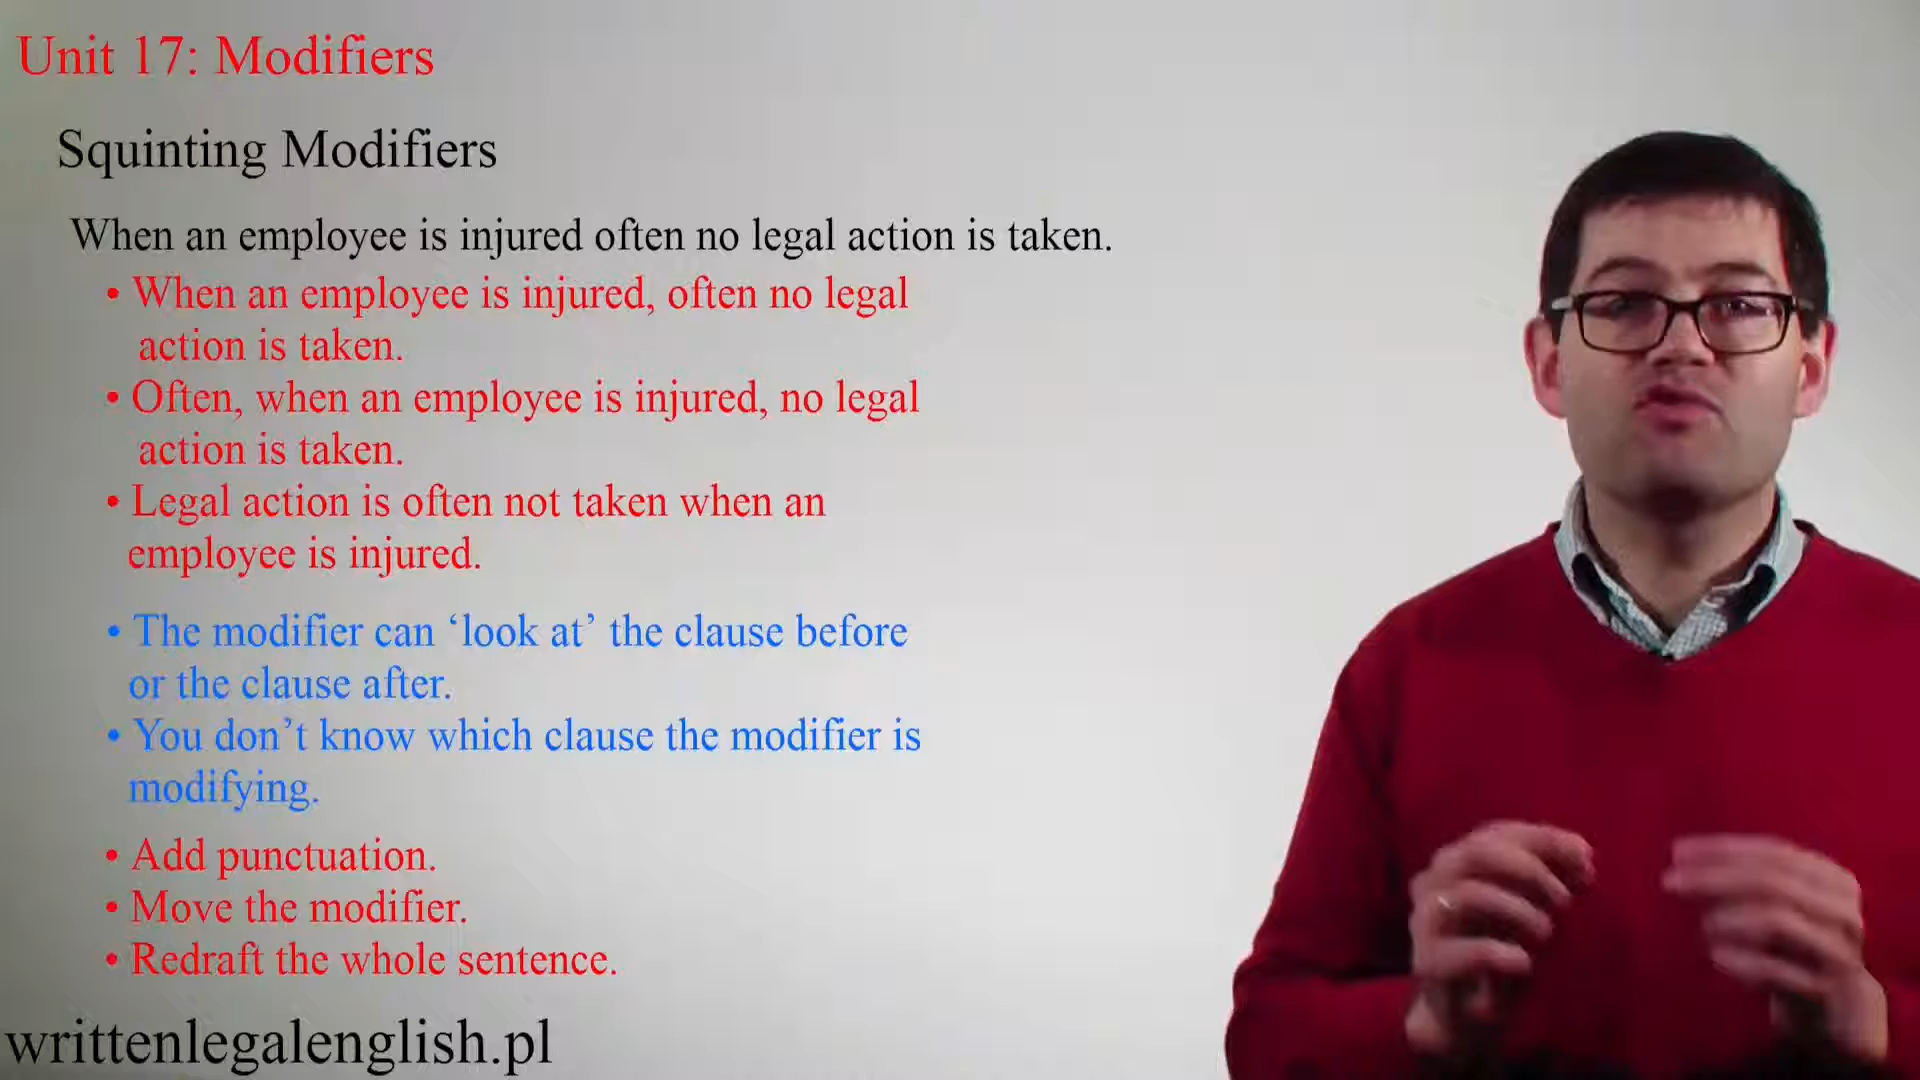 Unit 17: Modifiers
Squinting Modifiers
When an employee is injured often no legal action is taken.
• When an employee is injured, often no legal
action is taken.
• Often, when an employee is injured, no legal
action is taken.
• Legal action is often not taken when an
employee is injured.
• The modifier can ‘look at’ the clause before
or the clause after.
• You don’t know which clause the modifier is
modifying.
• Add punctuation.
• Move the modifier.
• Redraft the whole sentence.
writtenlegalenglish.pl